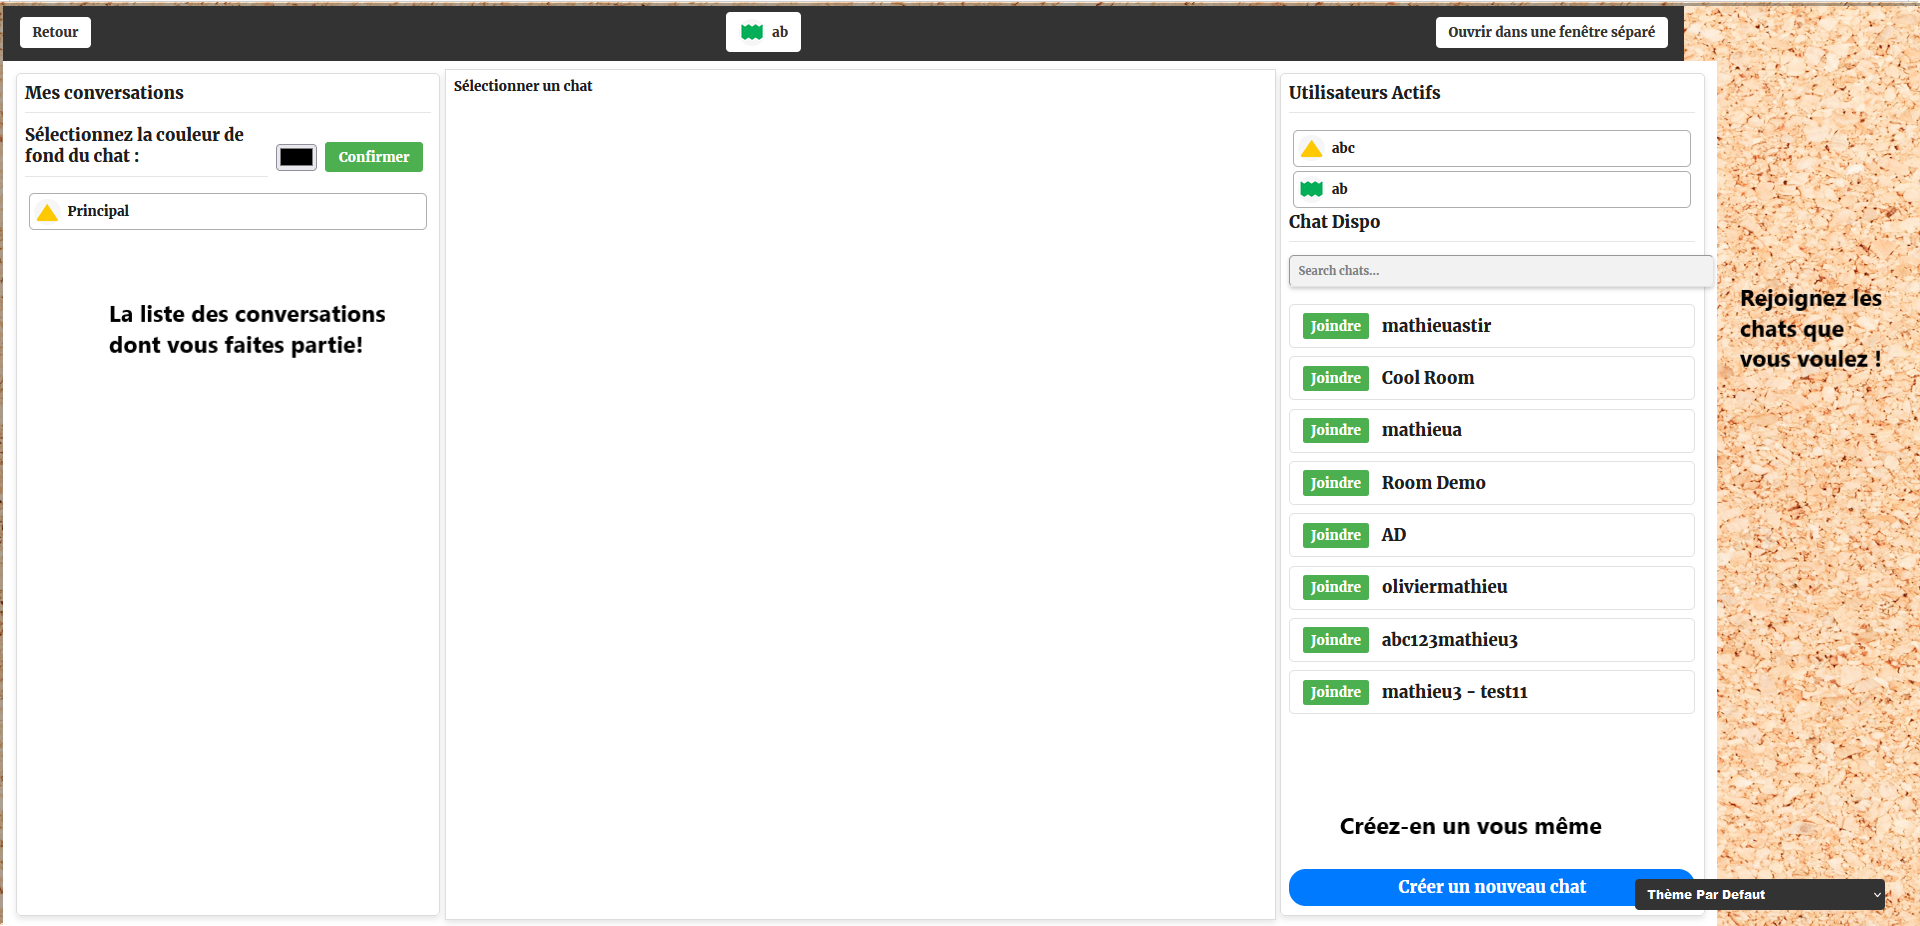 Retour
ab
Ouvrir dans une fenêtre séparé
Mes conversations
Sélectionnez la couleur de
fond du chat :
Confirmer
Principal
La liste des conversations
dont vous faites partie!
Sélectionner un chat
Utilisateurs Actifs
abc
ab
Chat Dispo
Search chats...
Joindre mathieuastir
Joindre Cool Room
Joindre mathieua
Joindre Room Demo
Joindre AD
Joindre oliviermathieu
Joindre abc123mathieu3
Joindre mathieu3 - test11
Rejoignez les
chats que
vous voulez !
Créez-en un vous même
Créer un nouveau chat
Thème Par Defaut